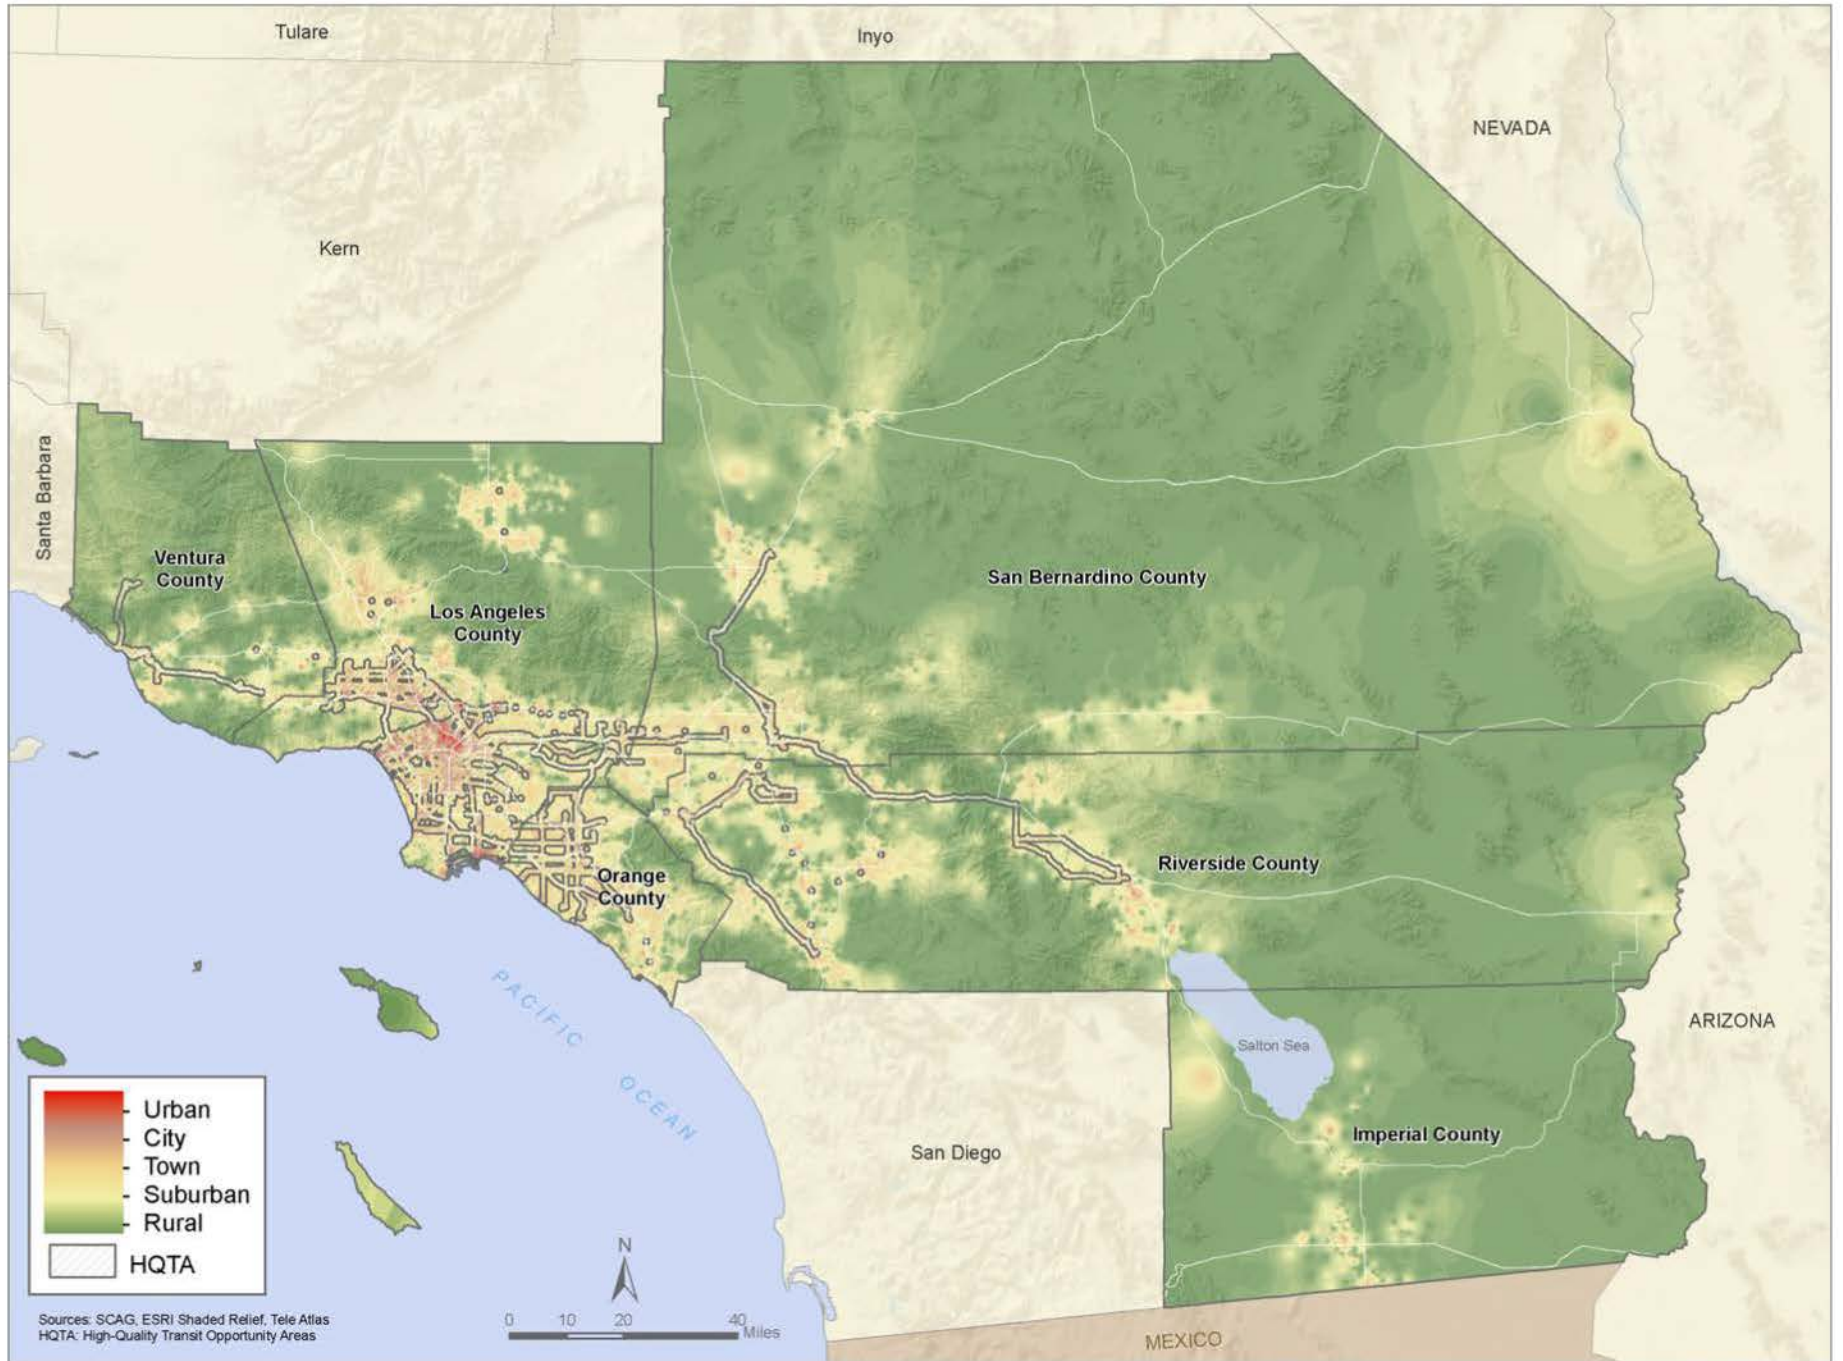 Tulare
Inyo
NEVADA
Kern
Santa Barbara
Ventura
County
San Bernardino County
Los Angeles
County
Riverside County
Orange
County
PACIFIC
OCEAN
ARIZONA
Salton Sea
Imperial County
San Diego
Urban
City
Town
Suburban
Rural
HQTA
N
0 10 20 40
Miles
Sources: SCAG, ESRI Shaded Relief, Tele Atlas
HQTA: High-Quality Transit Opportunity Areas
MEXICO